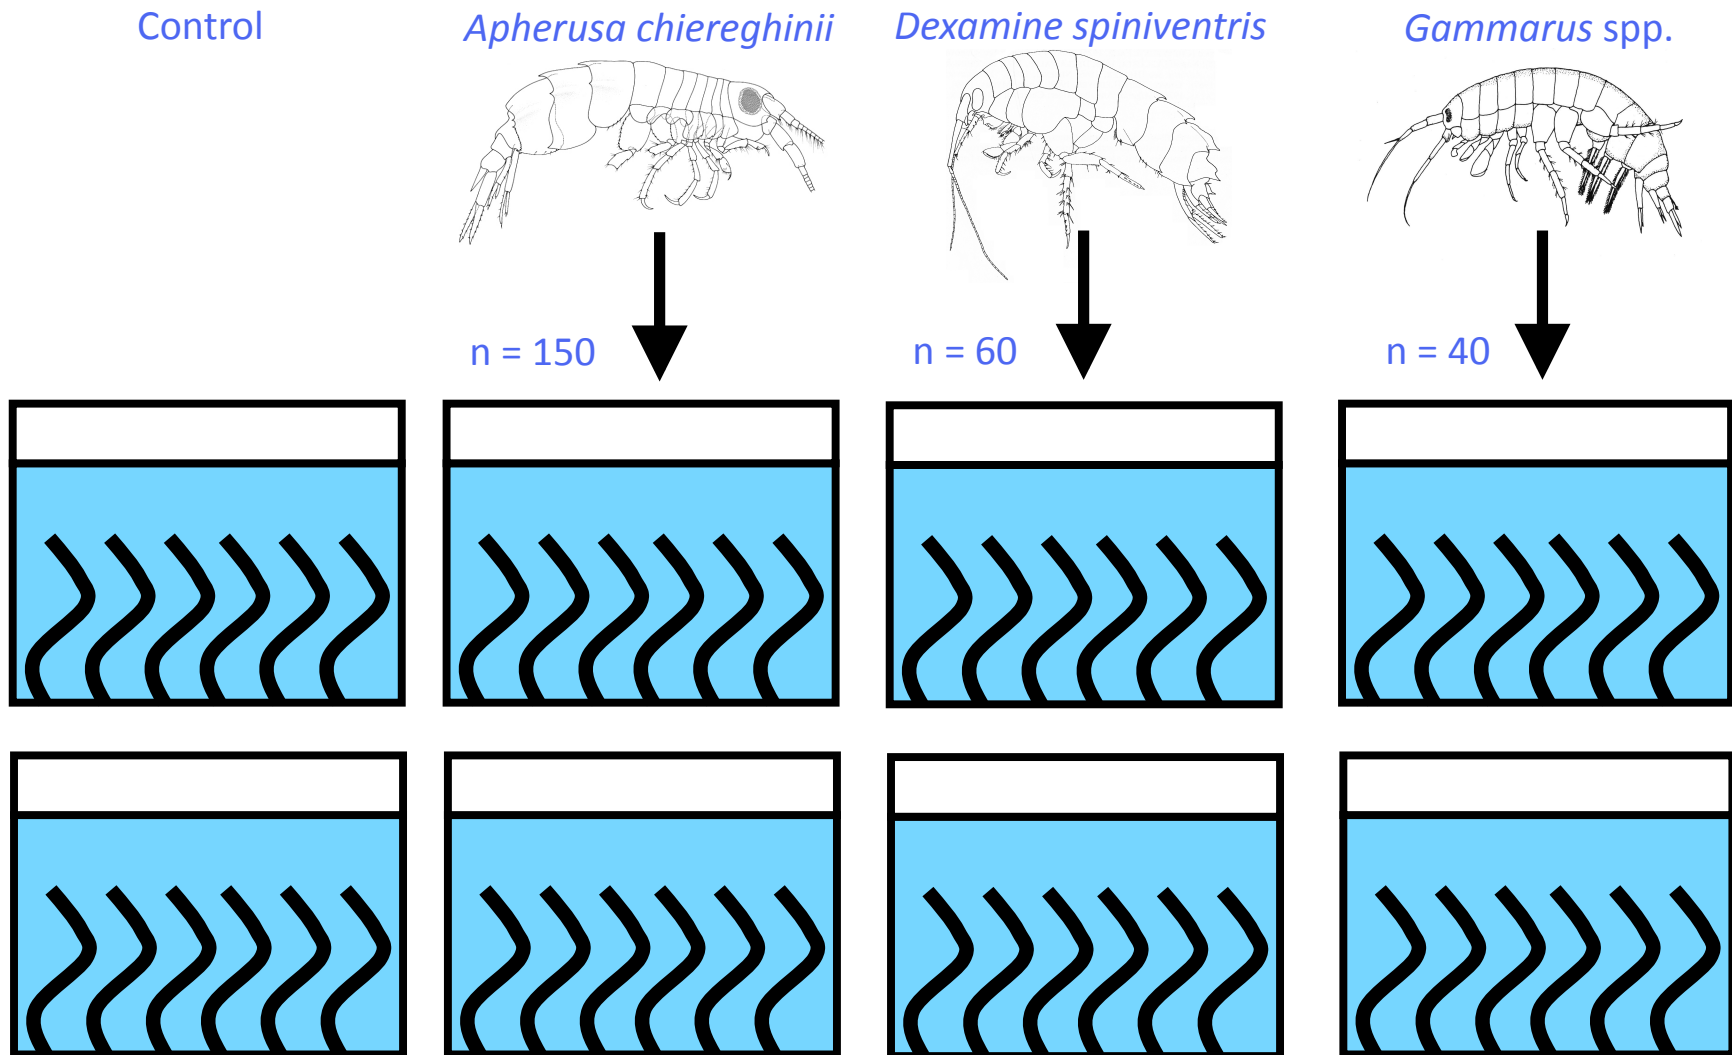 Control
Apherusa chiereghinii
Dexamine spiniventris
Gammarus spp.
n = 150
n = 60
n = 40